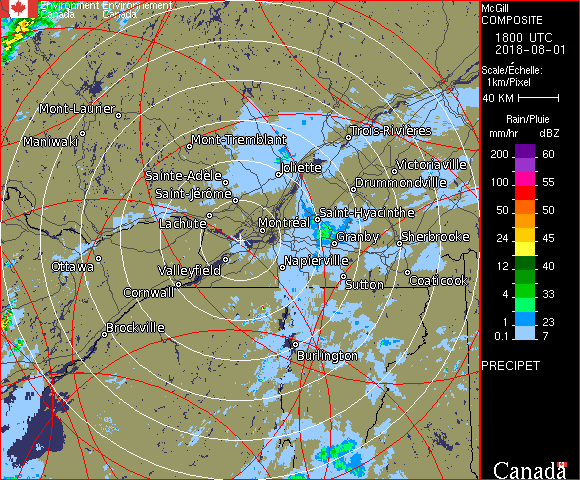 Environment Environnement
Canada Canada
Mont-Laurier
Maniwaki
Mont-Tremblant
Trois-Rivières
Joliette
Victoriaville
Sainte-Adèle
Drummondville
Saint-Jérôme
Lachute
Saint-Hyacinthe
Montréal
Granby
Sherbrooke
Ottawa
Valleyfield
Napierville
Sutton
Coaticook
Cornwall
Brockville
Burlington
McGill
COMPOSITE
1800 UTC
2018-08-01
Scale/Échelle:
1km/Pixel
40 KM
Rain/Pluie
mm/hr dBZ
200 60
100 55
50 50
24 45
12 40
4 33
1 23
0.1 7
PRECIPET
Canada